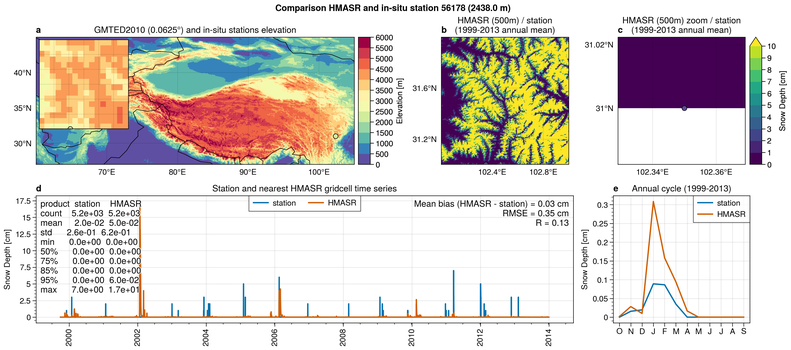 Comparison HMASR and in-situ station 56178 (2438.0 m)
a
GMTED2010 (0.0625°) and in-situ stations elevation
40°N
35°N
30°N
70°E
80°E
90°E
100°E
6000
5500
5000
4500
4000
3500
3000
2500
2000
1500
1000
500
0
Elevation [m]
b
HMASR (500m) / station
(1999-2013 annual mean)
31.6°N
31.2°N
102.4°E
102.8°E
c
HMASR (500m) zoom / station
(1999-2013 annual mean)
31.02°N
31°N
102.34°E
102.36°E
10
9
8
7
6
5
4
3
2
1
0
Snow Depth [cm]
d
Station and nearest HMASR gridcell time series
Snow Depth [cm]
17.5
15.0
12.5
10.0
7.5
5.0
2.5
0.0
product station HMASR
count 5.2e+03 5.2e+03
mean 2.0e-02 5.0e-02
std 2.6e-01 6.2e-01
min 0.0e+00 0.0e+00
50% 0.0e+00 0.0e+00
75% 0.0e+00 0.0e+00
85% 0.0e+00 0.0e+00
95% 0.0e+00 6.0e-02
max 7.0e+00 1.7e+01
station
HMASR
Mean bias (HMASR - station) = 0.03 cm
RMSE = 0.35 cm
R = 0.13
2000
2002
2004
2006
2008
2010
2012
2014
e
Annual cycle (1999-2013)
Snow Depth [cm]
0.3
0.25
0.2
0.15
0.1
0.05
0
station
HMASR
O N D J F M A M J J A S